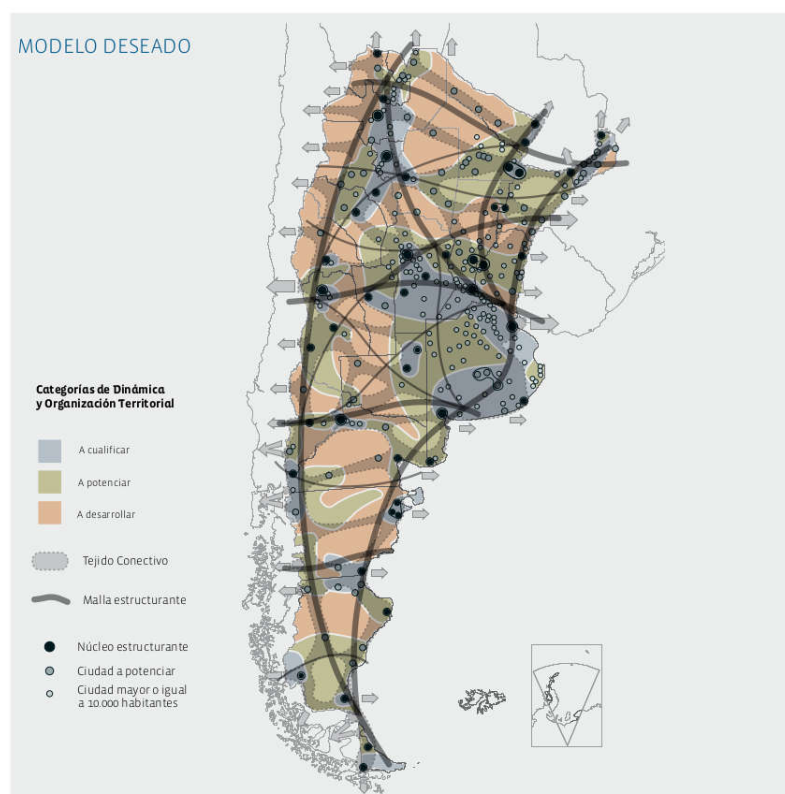 MODELO DESEADO
Categorías de Dinámica
y Organización Territorial
A cualificar
A potenciar
A desarrollar
Tejido Conectivo
Malla estructurante
Núcleo estructurante
Ciudad a potenciar
Ciudad mayor o igual
a 10.000 habitantes